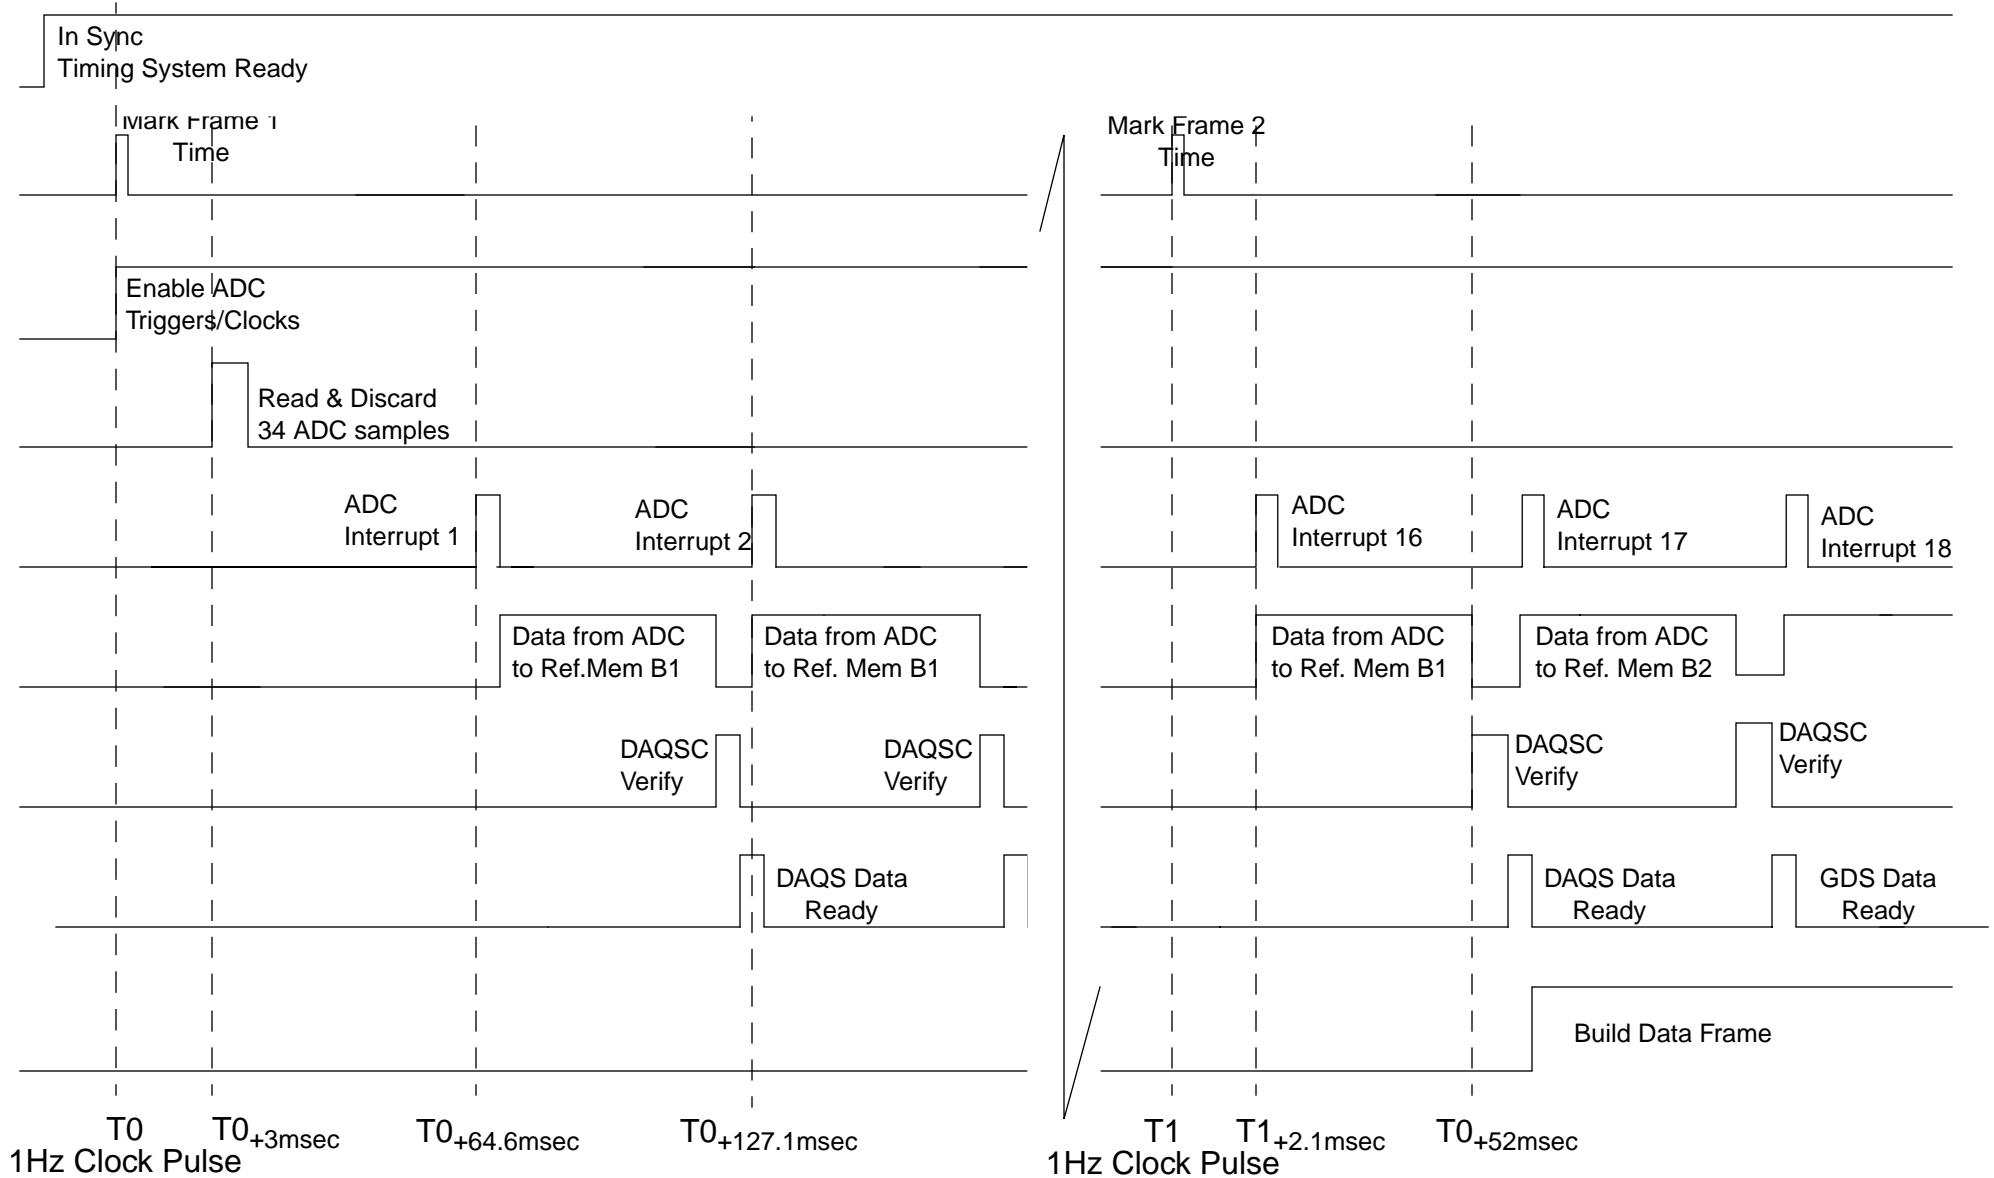 In Sync
Timing System Ready
Mark Frame 1
Time
Mark Frame 2
Time
Enable ADC
Triggers/Clocks
Read & Discard
34 ADC samples
ADC
Interrupt 1
ADC
Interrupt 2
ADC
Interrupt 16
ADC
Interrupt 17
ADC
Interrupt 18
Data from ADC
to Ref.Mem B1
Data from ADC
to Ref. Mem B1
Data from ADC
to Ref. Mem B1
Data from ADC
to Ref. Mem B2
DAQSC
Verify
DAQSC
Verify
DAQSC
Verify
DAQSC
Verify
DAQS Data
Ready
DAQS Data
Ready
GDS Data
Ready
Build Data Frame
T0
1Hz Clock Pulse
T0+3msec
T0+64.6msec
T0+127.1msec
T1
1Hz Clock Pulse
T1+2.1msec
T0+52msec